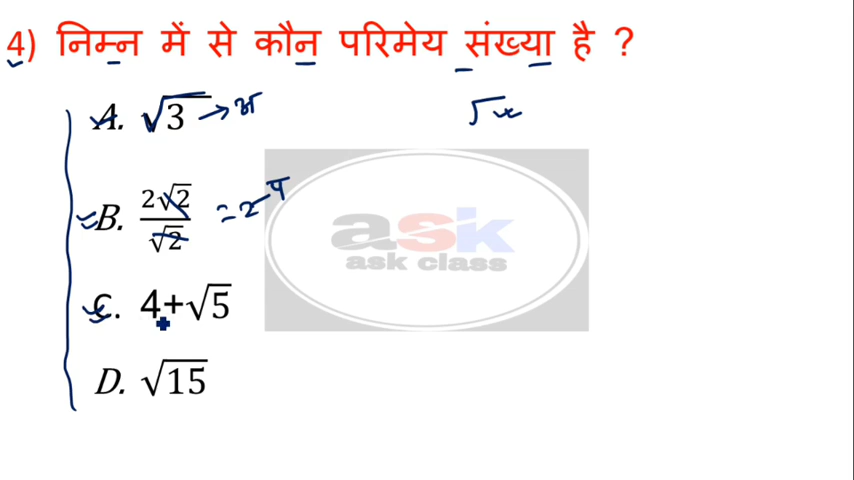 4) निम्न में से कौन परिमेय संख्या है ?
A. √3 → अ
√x
B. 2√2/√2 = 2 प
C. 4+√5
D. √15
ask
ask class